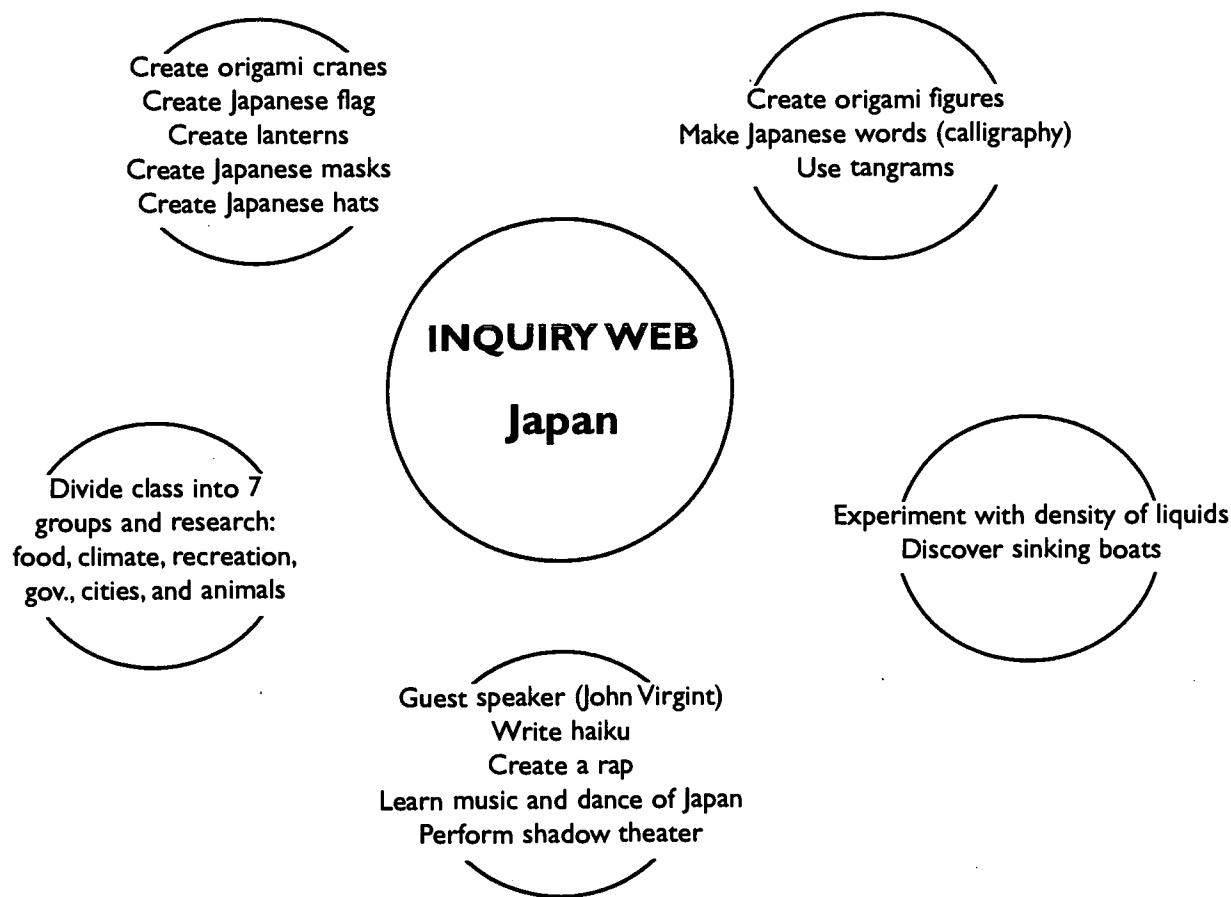 Create origami cranes
Create Japanese flag
Create lanterns
Create Japanese masks
Create Japanese hats
Create origami figures
Make Japanese words (calligraphy)
Use tangrams
INQUIRY WEB
Japan
Divide class into 7
groups and research:
food, climate, recreation,
gov., cities, and animals
Experiment with density of liquids
Discover sinking boats
Guest speaker (John Virgint)
Write haiku
Create a rap
Learn music and dance of Japan
Perform shadow theater